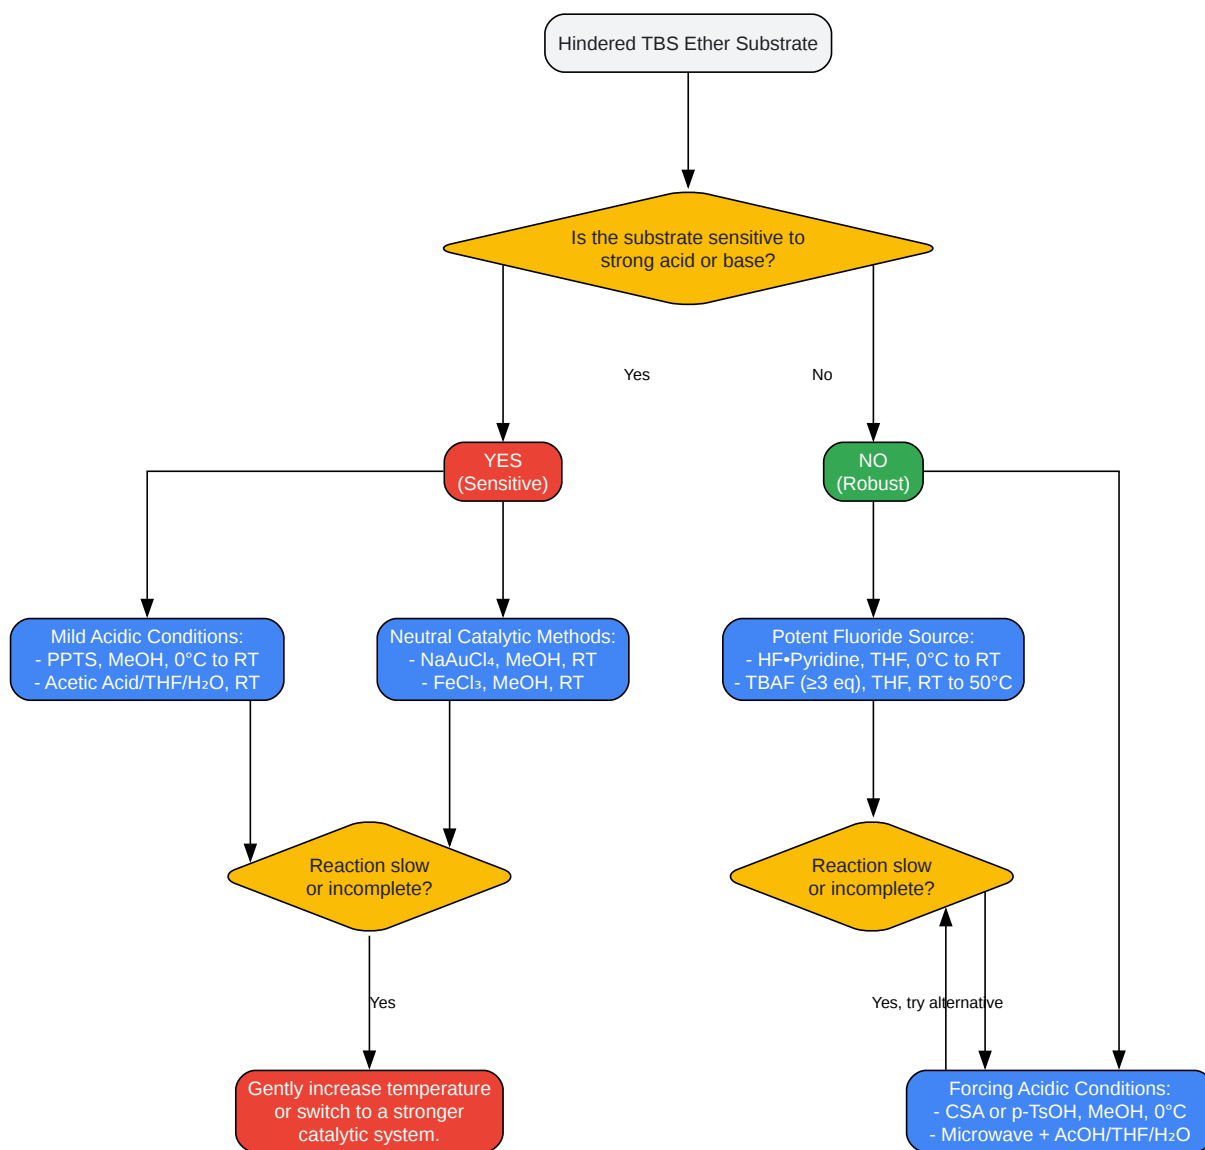 Hindered TBS Ether Substrate
Is the substrate sensitive to
strong acid or base?
Yes
No
YES
(Sensitive)
NO
(Robust)
Mild Acidic Conditions:
- PPTS, MeOH, 0°C to RT
- Acetic Acid/THF/H₂O, RT
Neutral Catalytic Methods:
- NaAuCl₄, MeOH, RT
- FeCl₃, MeOH, RT
Potent Fluoride Source:
- HF•Pyridine, THF, 0°C to RT
- TBAF (≥3 eq), THF, RT to 50°C
Reaction slow
or incomplete?
Reaction slow
or incomplete?
Yes
Yes, try alternative
Gently increase temperature
or switch to a stronger
catalytic system.
Forcing Acidic Conditions:
- CSA or p-TsOH, MeOH, 0°C
- Microwave + AcOH/THF/H₂O